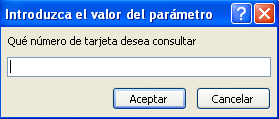 Introduzca el valor del parámetro
Qué número de tarjeta desea consultar
Aceptar
Cancelar